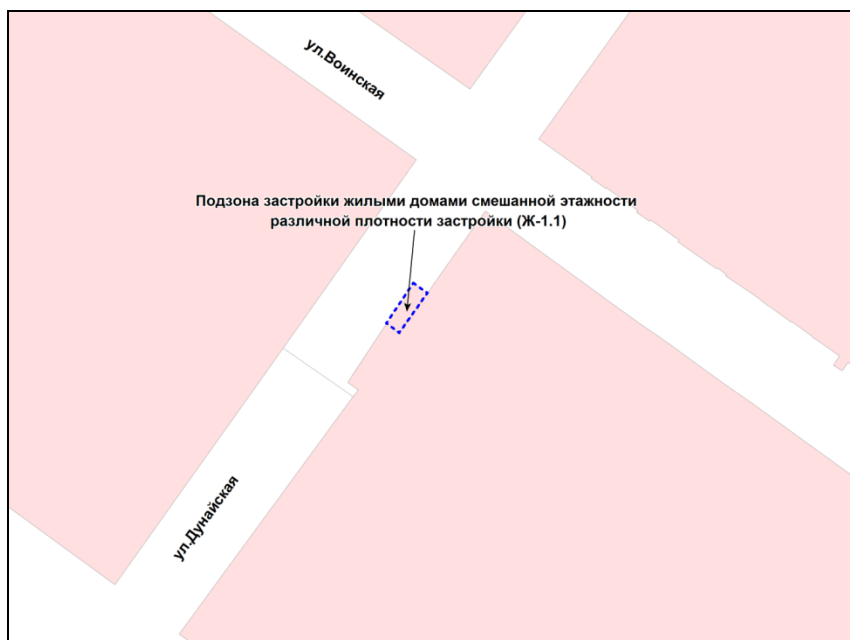 ул.Воинская
Подзона застройки жилыми домами смешанной этажности
различной плотности застройки (Ж-1.1)
ул.Дунайская